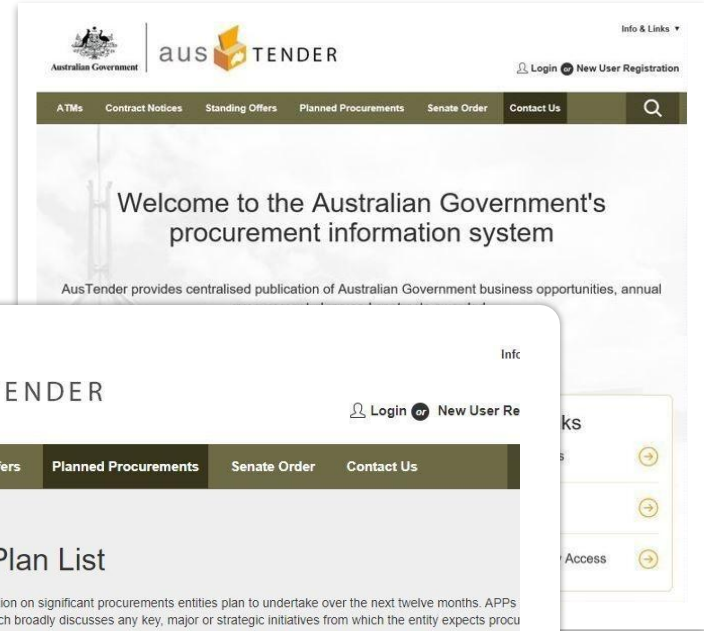 Info & Links ▼
Australian Government
aus TENDER
Login or New User Registration
ATMs Contract Notices Standing Offers Planned Procurements Senate Order Contact Us
Welcome to the Australian Government's
procurement information system
AusTender provides centralised publication of Australian Government business opportunities, annual
Info
ENDER
Login or New User Re
ers Planned Procurements Senate Order Contact Us
Plan List
ion on significant procurements entities plan to undertake over the next twelve months. APPs
ch broadly discusses any key, major or strategic initiatives from which the entity expects procu
ks
s
Access